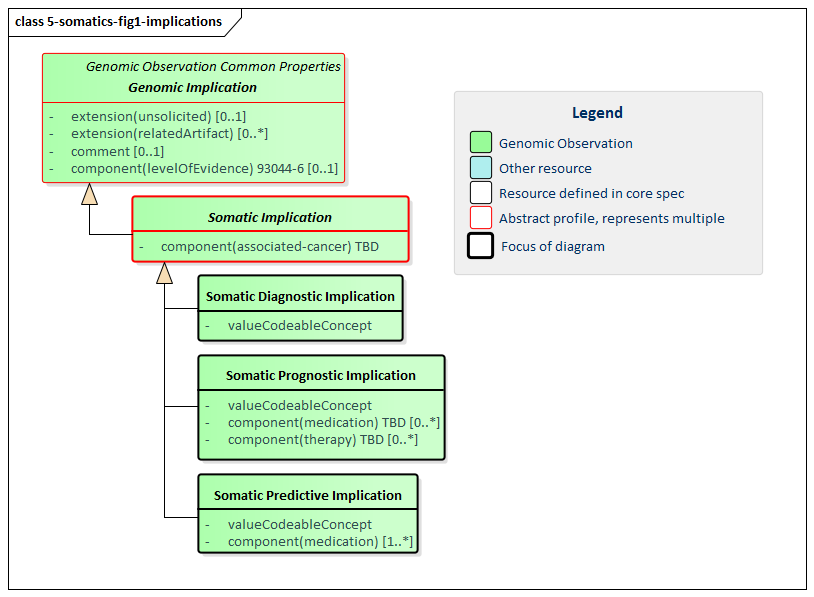 class 5-somatics-fig1-implications
Genomic Observation Common Properties
Genomic Implication
- extension(unsolicited) [0..1]
- extension(relatedArtifact) [0..*]
- comment [0..1]
- component(levelOfEvidence) 93044-6 [0..1]
Legend
Genomic Observation
Other resource
Resource defined in core spec
Abstract profile, represents multiple
Focus of diagram
Somatic Implication
- component(associated-cancer) TBD
Somatic Diagnostic Implication
- valueCodeableConcept
Somatic Prognostic Implication
- valueCodeableConcept
- component(medication) TBD [0..*]
- component(therapy) TBD [0..*]
Somatic Predictive Implication
- valueCodeableConcept
- component(medication) [1..*]